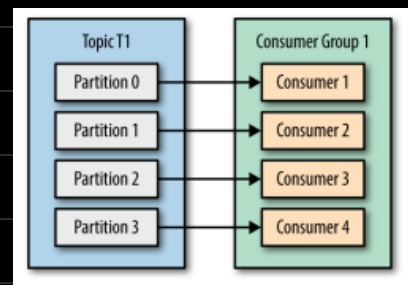 Topic T1
Consumer Group 1
Partition 0
Consumer 1
Partition 1
Consumer 2
Partition 2
Consumer 3
Partition 3
Consumer 4